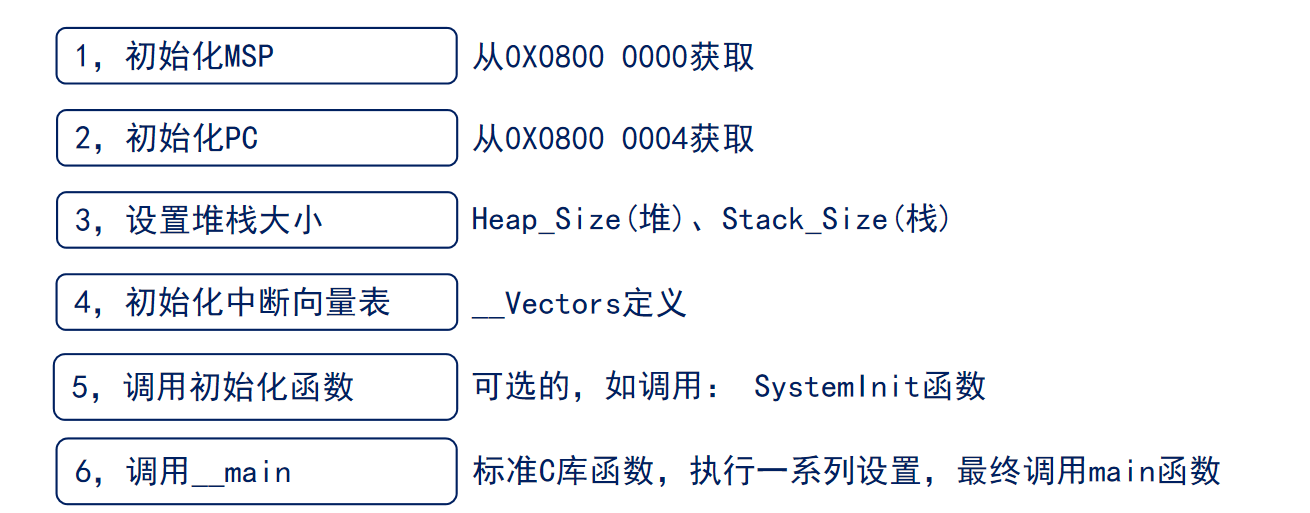 1，初始化MSP 从0X0800 0000获取
2，初始化PC 从0X0800 0004获取
3，设置堆栈大小 Heap_Size(堆)、Stack_Size(栈)
4，初始化中断向量表 __Vectors定义
5，调用初始化函数 可选的，如调用： SystemInit函数
6，调用__main 标准C库函数，执行一系列设置，最终调用main函数